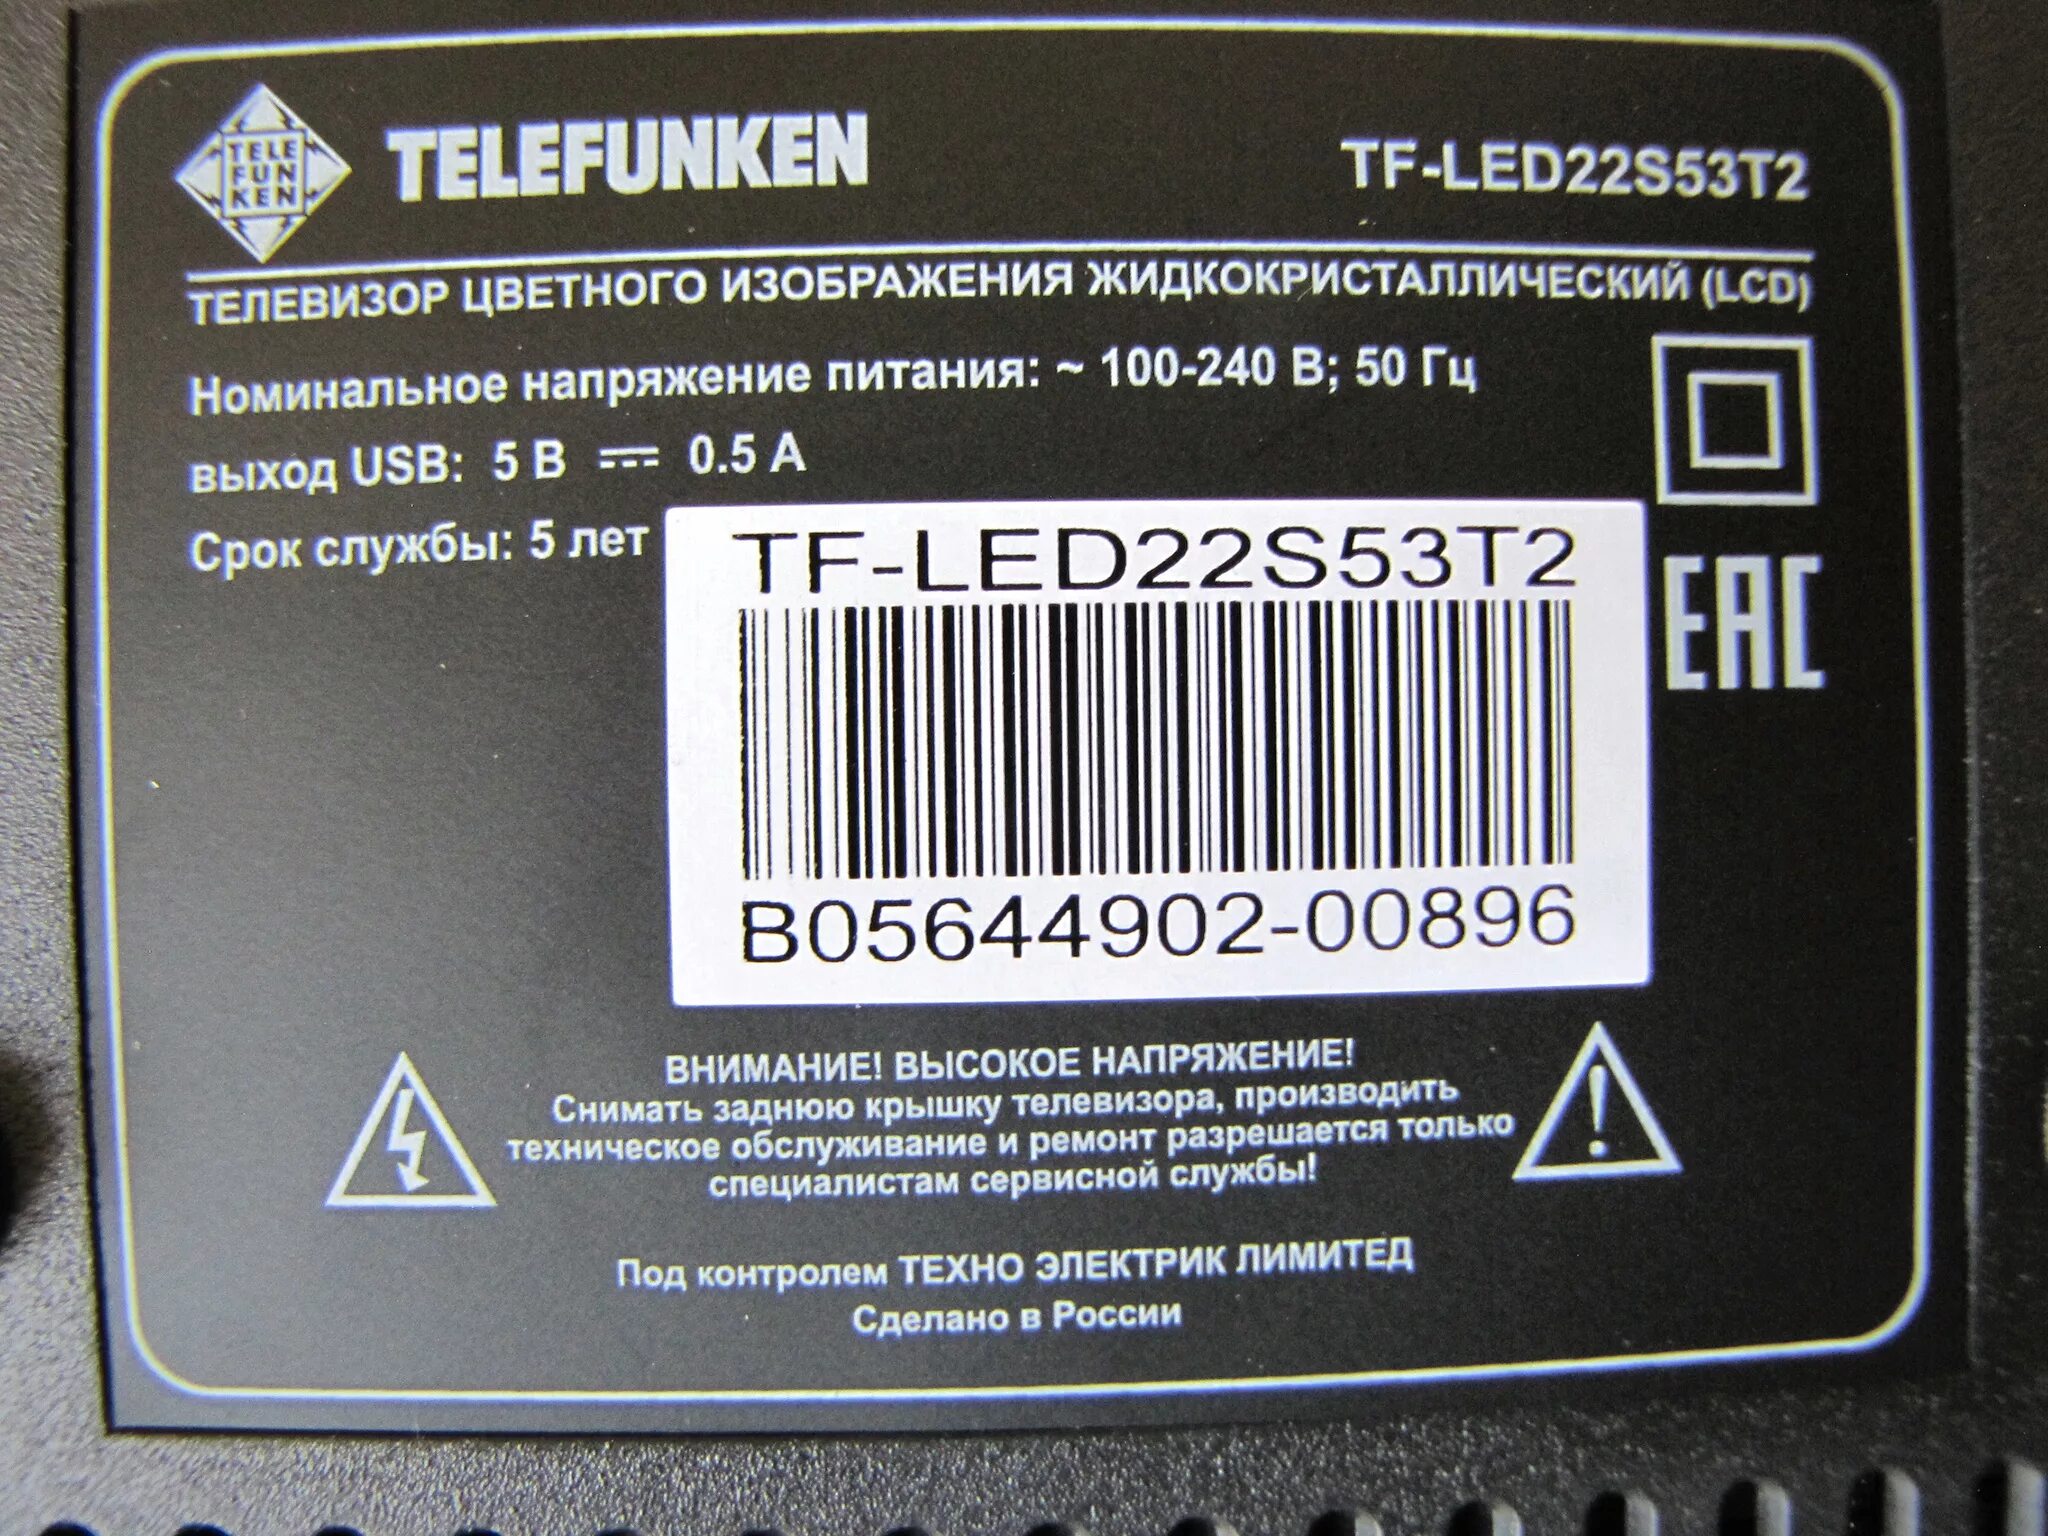 TELE
FUN
KEN
TELEFUNKEN
TF-LED22S53T2
ТЕЛЕВИЗОР ЦВЕТНОГО ИЗОБРАЖЕНИЯ ЖИДКОКРИСТАЛЛИЧЕСКИЙ (LCD)
Номинальное напряжение питания: ~ 100-240 В; 50 Гц
выход USB: 5 В ⎓ 0.5 А
Срок службы: 5 лет
TF-LED22S53T2
B05644902-00896
EAC
ВНИМАНИЕ! ВЫСОКОЕ НАПРЯЖЕНИЕ!
Снимать заднюю крышку телевизора, производить
техническое обслуживание и ремонт разрешается только
специалистам сервисной службы!
Под контролем ТЕХНО ЭЛЕКТРИК ЛИМИТЕД
Сделано в России